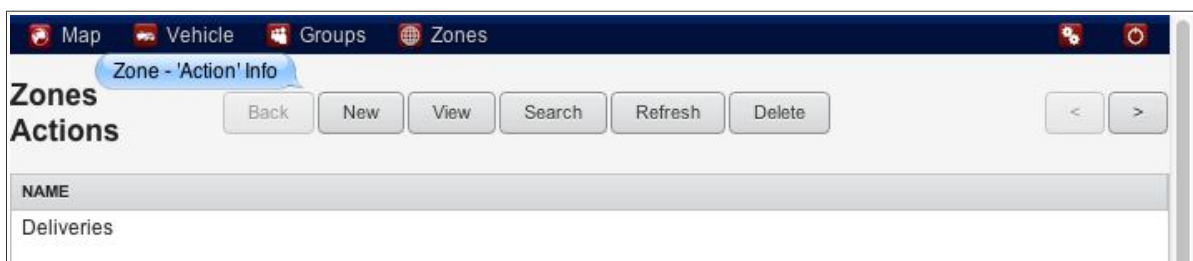 Map Vehicle Groups Zones
Zone - 'Action' Info
Zones
Actions
Back New View Search Refresh Delete < >
NAME
Deliveries